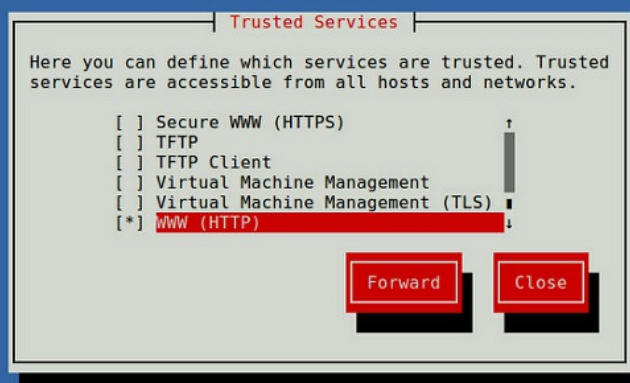 Trusted Services
Here you can define which services are trusted. Trusted
services are accessible from all hosts and networks.
[ ] Secure WWW (HTTPS)
[ ] TFTP
[ ] TFTP Client
[ ] Virtual Machine Management
[ ] Virtual Machine Management (TLS)
[*] WWW (HTTP)
Forward Close